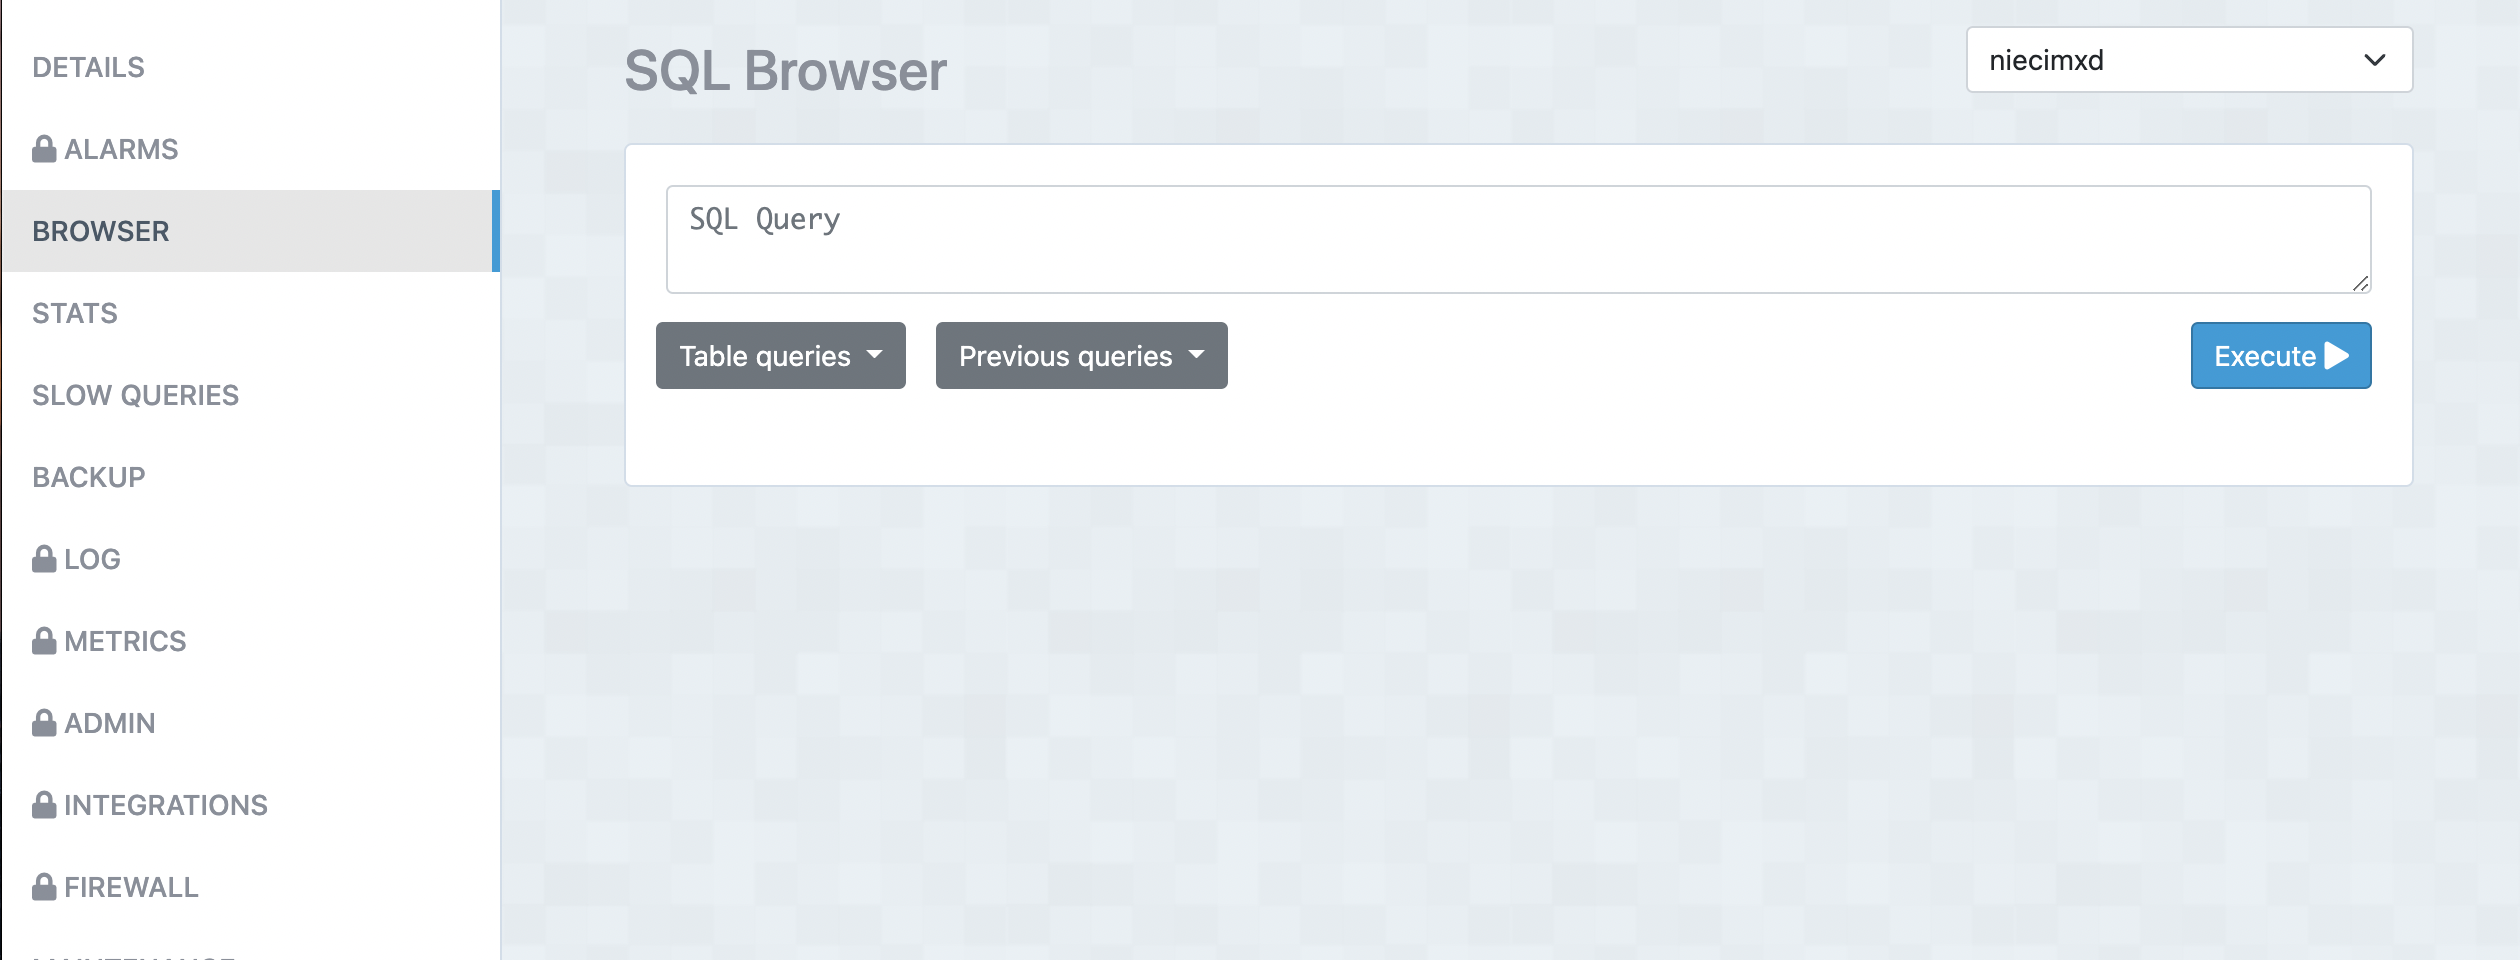 DETAILS
ALARMS
BROWSER
STATS
SLOW QUERIES
BACKUP
LOG
METRICS
ADMIN
INTEGRATIONS
FIREWALL
SQL Browser
niecimxd
SQL Query
Table queries
Previous queries
Execute